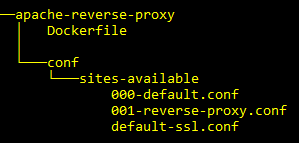 apache-reverse-proxy
Dockerfile
conf
sites-available
000-default.conf
001-reverse-proxy.conf
default-ssl.conf